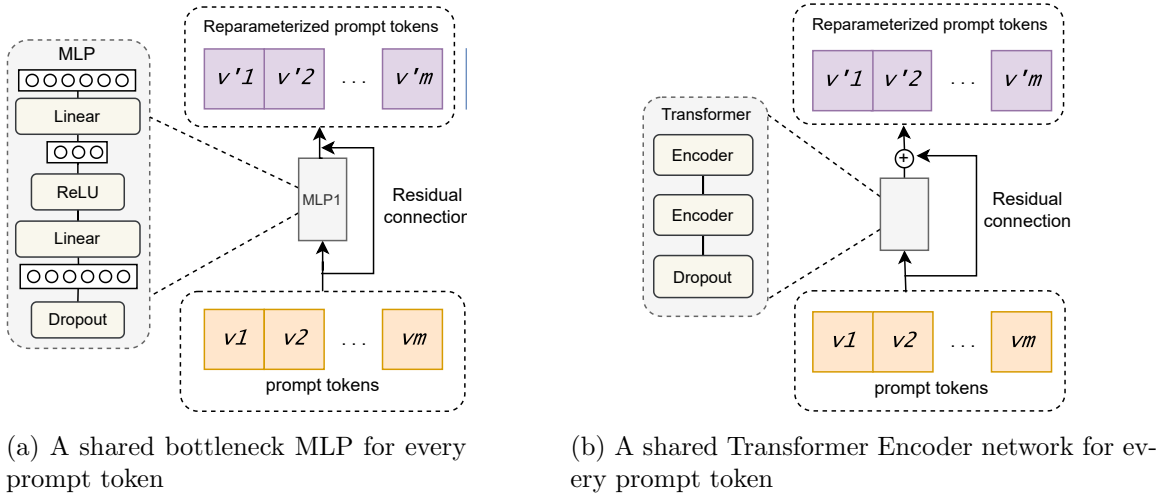 Reparameterized prompt tokens
v'1 v'2 ... v'm
MLP
Linear
ReLU
Linear
Dropout
MLP1
Residual
connection
v1 v2 ... vm
prompt tokens
(a) A shared bottleneck MLP for every
prompt token
Reparameterized prompt tokens
v'1 v'2 ... v'm
Transformer
Encoder
Encoder
Dropout
+
Residual
connection
v1 v2 ... vm
prompt tokens
(b) A shared Transformer Encoder network for ev-
ery prompt token